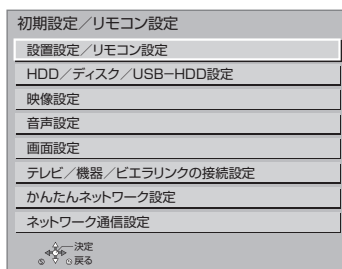 初期設定／リモコン設定
設置設定／リモコン設定
HDD／ディスク／USB−HDD設定
映像設定
音声設定
画面設定
テレビ／機器／ビエラリンクの接続設定
かんたんネットワーク設定
ネットワーク通信設定
決定
戻る